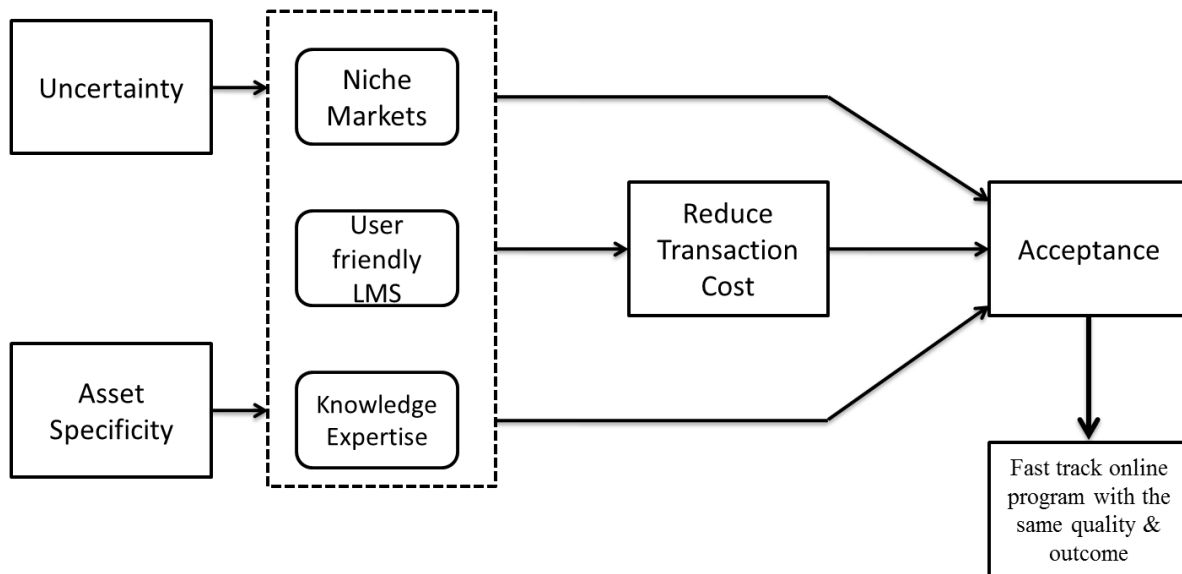 Uncertainty
Niche
Markets
User
friendly
LMS
Reduce
Transaction
Cost
Acceptance
Asset
Specificity
Knowledge
Expertise
Fast track online
program with the
same quality &
outcome